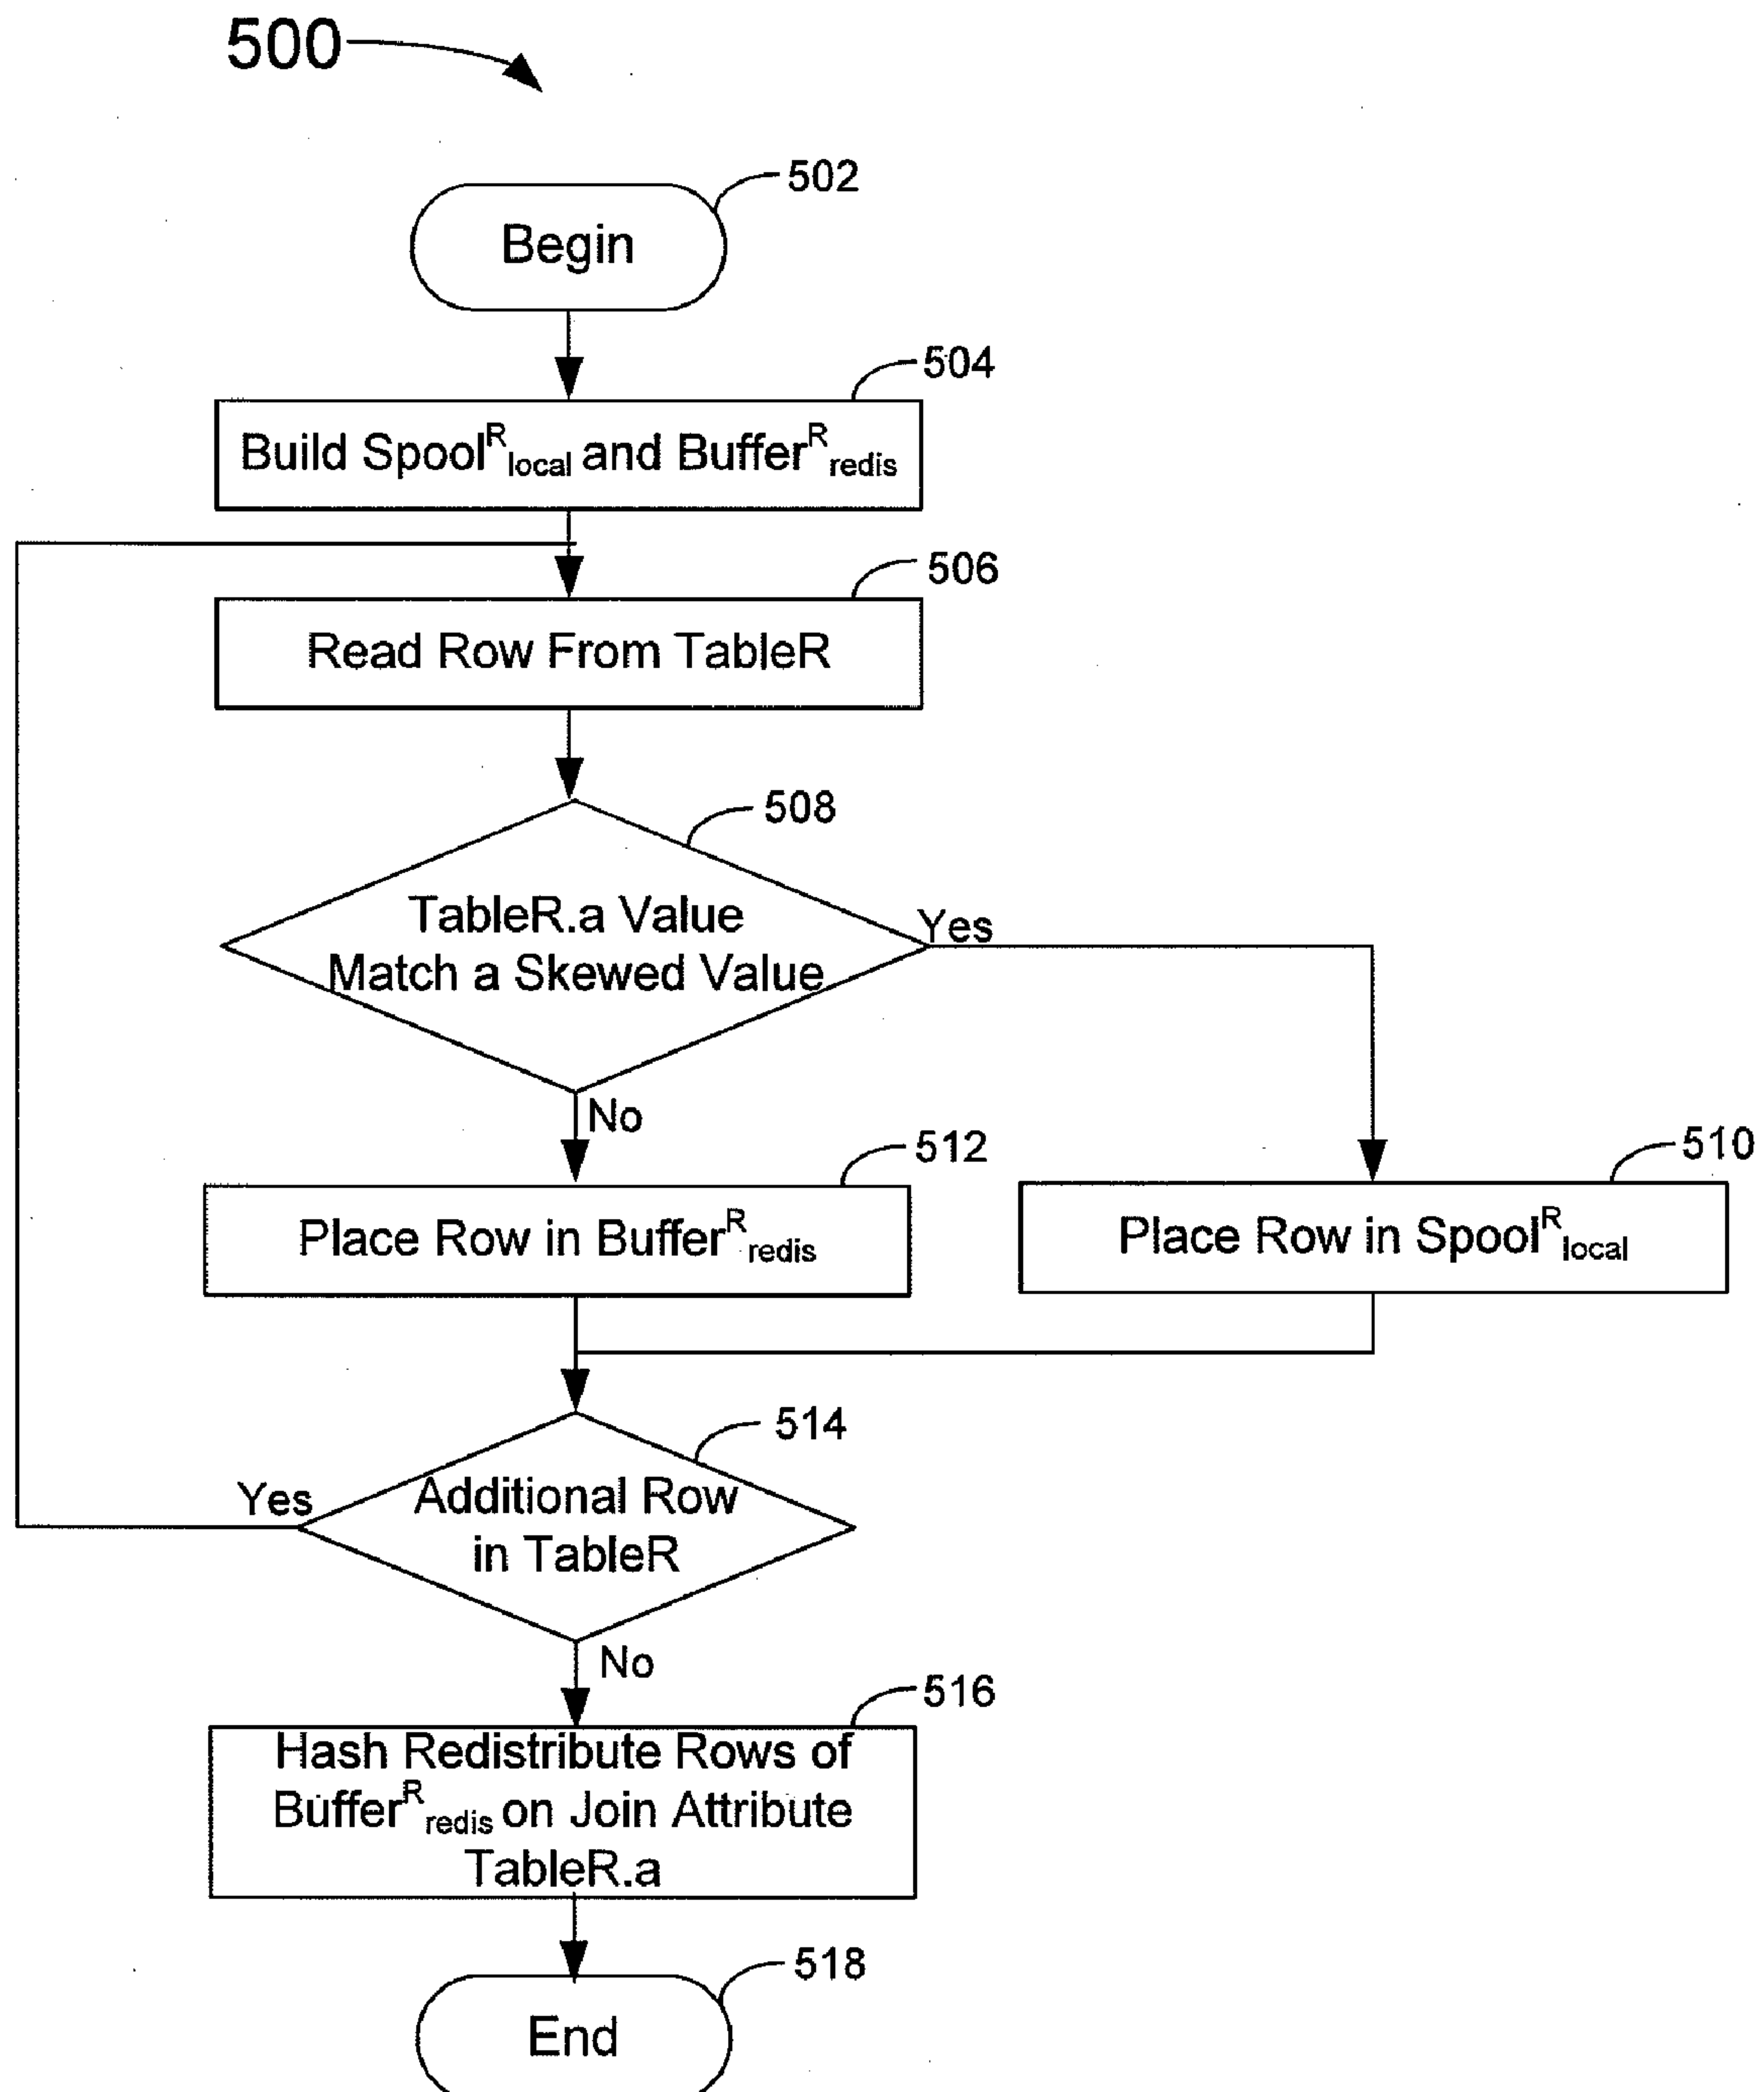 500
502
Begin
504
Build Spool^R_local and Buffer^R_redis
506
Read Row From TableR
508
TableR.a Value
Match a Skewed Value
Yes
No
512
510
Place Row in Buffer^R_redis
Place Row in Spool^R_local
514
Yes
Additional Row
in TableR
No
516
Hash Redistribute Rows of
Buffer^R_redis on Join Attribute
TableR.a
518
End